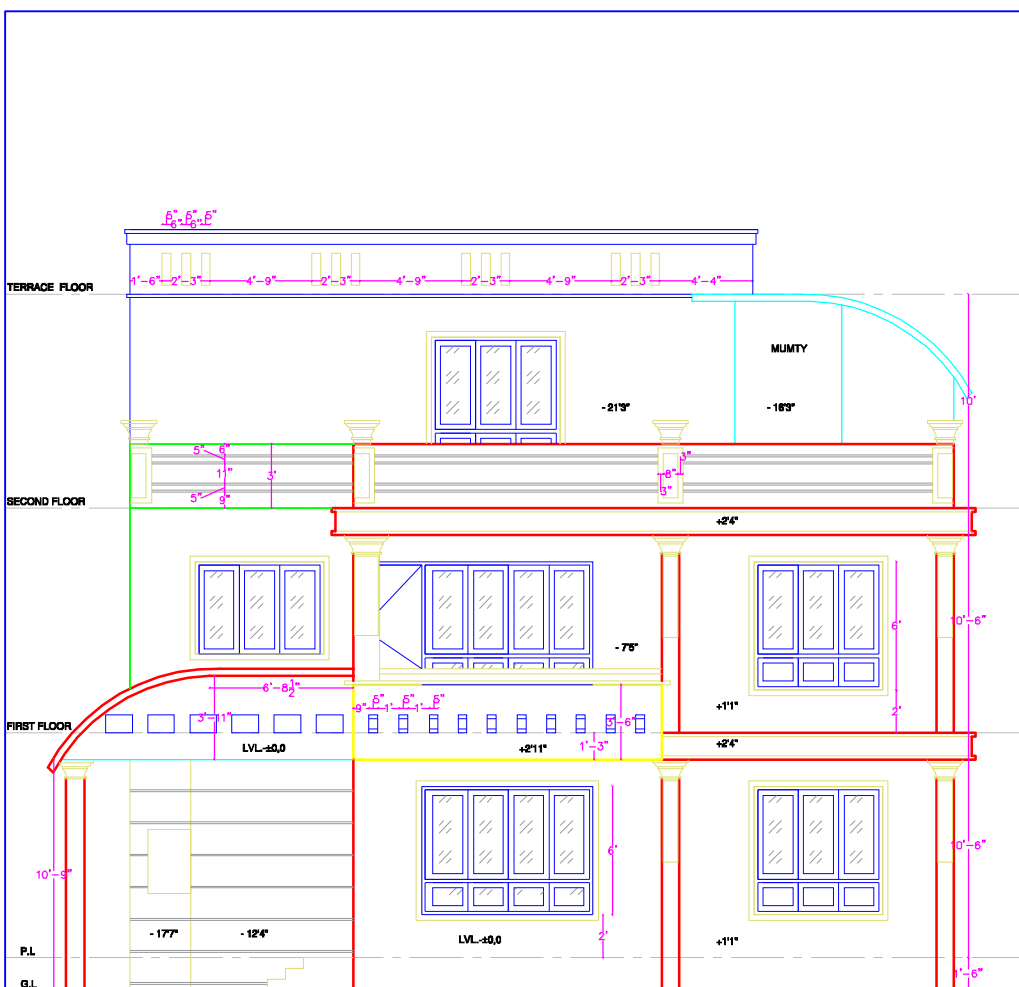 5" 5" 5"
6" 6"
1'-6" 2'-3" 4'-9" 2'-3" 4'-9" 2'-3" 4'-9" 2'-3" 4'-4"
TERRACE FLOOR
MUMTY
- 21'3"
- 16'3"
10'
5" 6"
1'
3'
5" 9"
3"
8"
3"
SECOND FLOOR
+2'4"
10'-6"
6'
- 7'5"
6'-8½"
9" 5" 1' 5" 1' 5"
3'-11"
3'-6"
+1'1"
2'
FIRST FLOOR
LVL.-±0,0
+2'11"
1'-3"
+2'4"
10'-6"
6'
10'-9"
- 17'7"
- 12'4"
LVL.-±0,0
2'
+1'1"
P.L
1'-6"
G.L